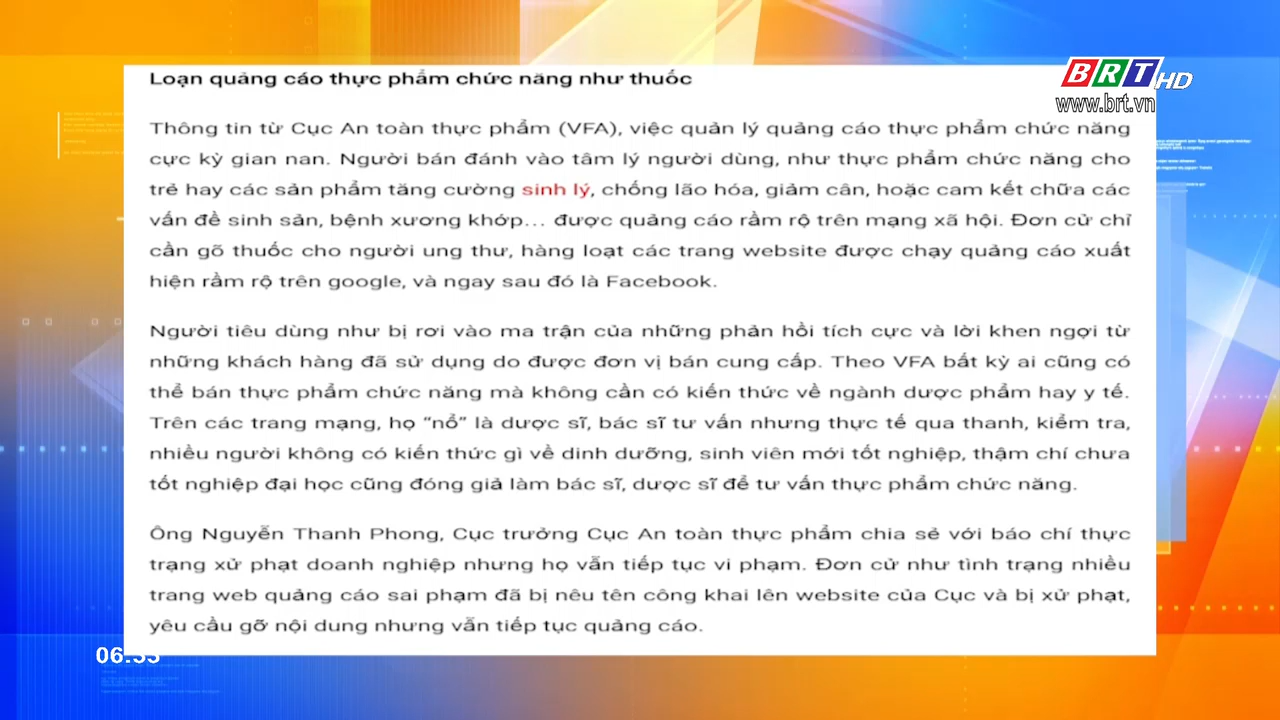 Loạn quảng cáo thực phẩm chức năng như thuốc
BRT HD
www.brt.vn
Thông tin từ Cục An toàn thực phẩm (VFA), việc quản lý quảng cáo thực phẩm chức năng
cực kỳ gian nan. Người bán đánh vào tâm lý người dùng, như thực phẩm chức năng cho
trẻ hay các sản phẩm tăng cường sinh lý, chống lão hóa, giảm cân, hoặc cam kết chữa các
vấn đề sinh sản, bệnh xương khớp... được quảng cáo rầm rộ trên mạng xã hội. Đơn cử chỉ
cần gõ thuốc cho người ung thư, hàng loạt các trang website được chạy quảng cáo xuất
hiện rầm rộ trên google, và ngay sau đó là Facebook.
Người tiêu dùng như bị rơi vào ma trận của những phản hồi tích cực và lời khen ngợi từ
những khách hàng đã sử dụng do được đơn vị bán cung cấp. Theo VFA bất kỳ ai cũng có
thể bán thực phẩm chức năng mà không cần có kiến thức về ngành dược phẩm hay y tế.
Trên các trang mạng, họ “nổ” là dược sĩ, bác sĩ tư vấn nhưng thực tế qua thanh, kiểm tra,
nhiều người không có kiến thức gì về dinh dưỡng, sinh viên mới tốt nghiệp, thậm chí chưa
tốt nghiệp đại học cũng đóng giả làm bác sĩ, dược sĩ để tư vấn thực phẩm chức năng.
Ông Nguyễn Thanh Phong, Cục trưởng Cục An toàn thực phẩm chia sẻ với báo chí thực
trạng xử phạt doanh nghiệp nhưng họ vẫn tiếp tục vi phạm. Đơn cử như tình trạng nhiều
trang web quảng cáo sai phạm đã bị nêu tên công khai lên website của Cục và bị xử phạt,
yêu cầu gỡ nội dung nhưng vẫn tiếp tục quảng cáo.